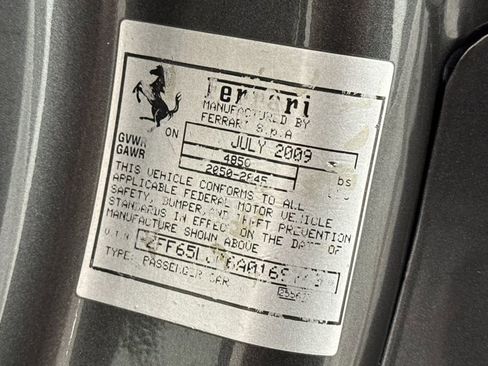 Ferrari
MANUFACTURED BY
FERRARI S.p.A
ON JULY 2009
GVWR 4850 lbs
GAWR 2050-2845
THIS VEHICLE CONFORMS TO ALL
APPLICABLE FEDERAL MOTOR VEHICLE
SAFETY, BUMPER, AND THEFT PREVENTION
STANDARDS IN EFFECT ON THE DATE OF
MANUFACTURE SHOWN ABOVE
V.I.N.
TYPE: PASSENGER CAR